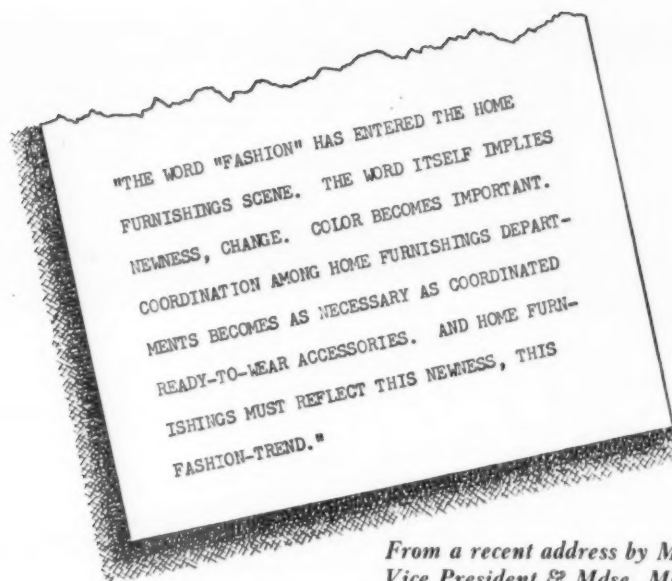 "THE WORD "FASHION" HAS ENTERED THE HOME
FURNISHINGS SCENE. THE WORD ITSELF IMPLIES
NEWNESS, CHANGE. COLOR BECOMES IMPORTANT.
COORDINATION AMONG HOME FURNISHINGS DEPART-
MENTS BECOMES AS NECESSARY AS COORDINATED
READY-TO-WEAR ACCESSORIES. AND HOME FURN-
ISHINGS MUST REFLECT THIS NEWNESS, THIS
FASHION-TREND."
From a recent address by M
Vice President & Mdse. M